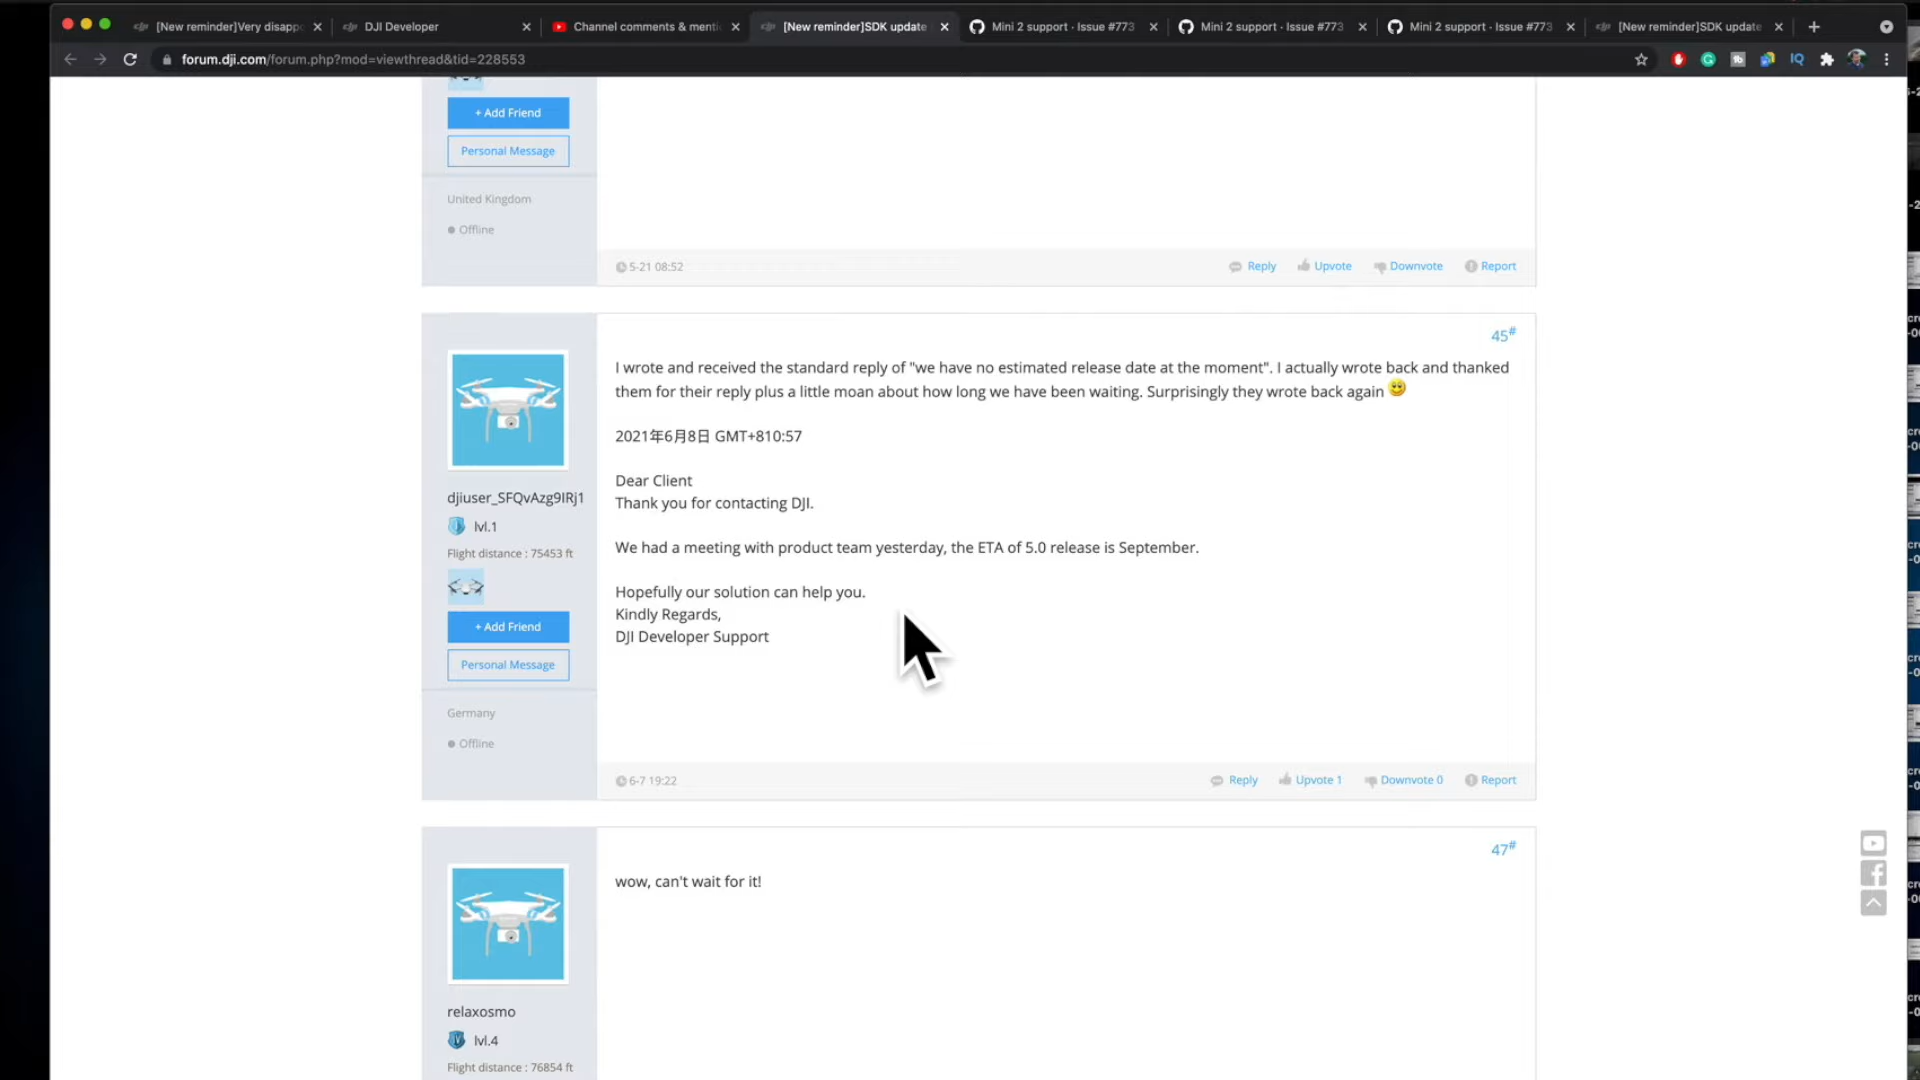 [New reminder]Very disappo
DJI Developer
Channel comments & menti
[New reminder]SDK update
Mini 2 support · Issue #773
Mini 2 support · Issue #773
Mini 2 support · Issue #773
[New reminder]SDK update
forum.dji.com/forum.php?mod=viewthread&tid=228553
+ Add Friend
Personal Message
United Kingdom
Offline
5-21 08:52
Reply
Upvote
Downvote
Report
45#
I wrote and received the standard reply of "we have no estimated release date at the moment". I actually wrote back and thanked
them for their reply plus a little moan about how long we have been waiting. Surprisingly they wrote back again
2021年6月8日 GMT+810:57
Dear Client
Thank you for contacting DJI.
We had a meeting with product team yesterday, the ETA of 5.0 release is September.
Hopefully our solution can help you.
Kindly Regards,
DJI Developer Support
djiuser_SFQvAzg9IRj1
lvl.1
Flight distance : 75453 ft
+ Add Friend
Personal Message
Germany
Offline
6-7 19:22
Reply
Upvote 1
Downvote 0
Report
47#
wow, can't wait for it!
relaxosmo
lvl.4
Flight distance : 76854 ft